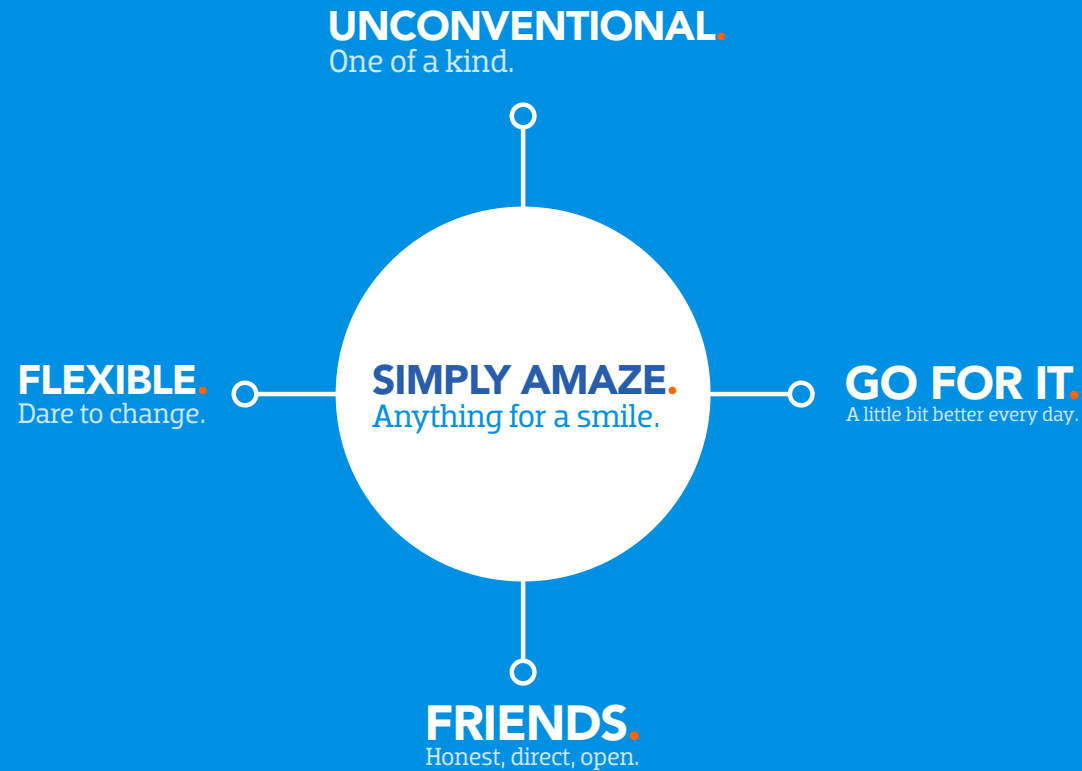 UNCONVENTIONAL.
One of a kind.
FLEXIBLE.
Dare to change.
SIMPLY AMAZE.
Anything for a smile.
GO FOR IT.
A little bit better every day.
FRIENDS.
Honest, direct, open.